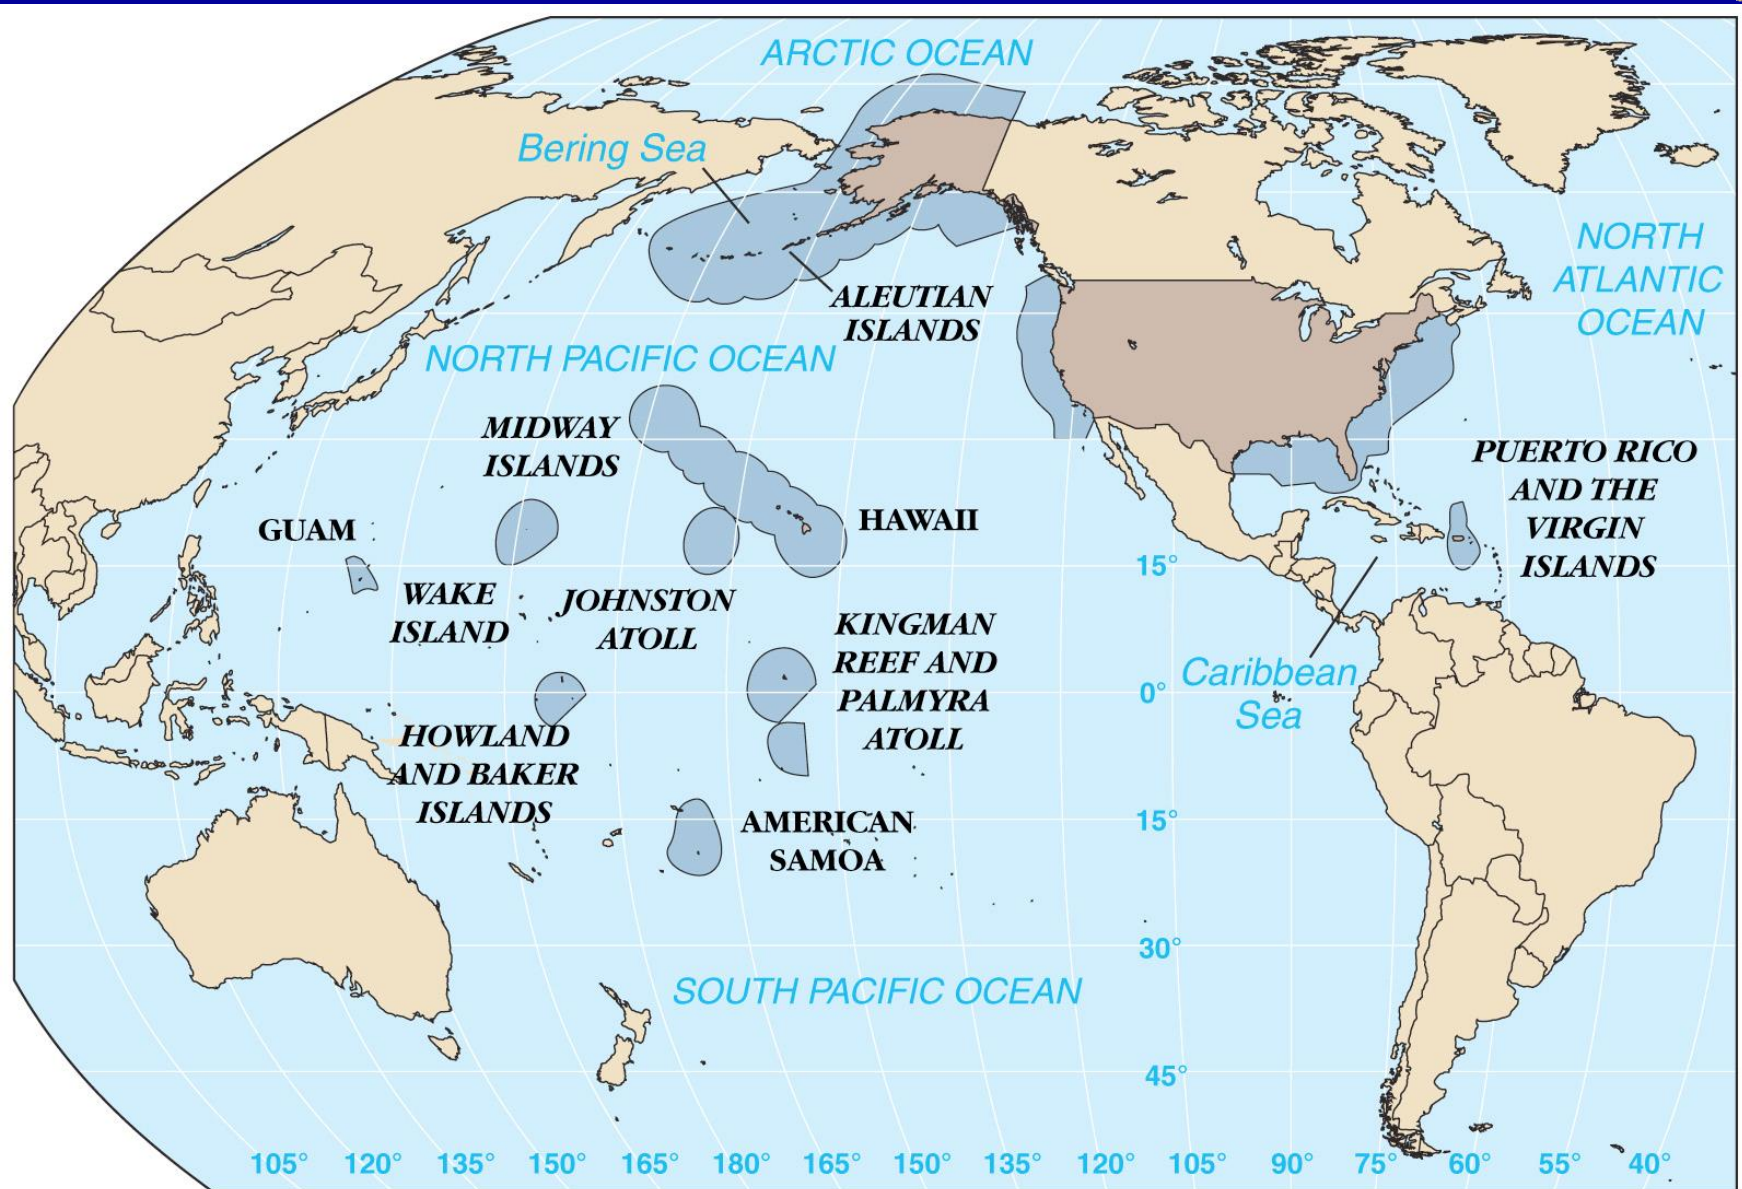 ARCTIC OCEAN
Bering Sea
NORTH
ATLANTIC
OCEAN
ALEUTIAN
ISLANDS
NORTH PACIFIC OCEAN
MIDWAY
ISLANDS
PUERTO RICO
AND THE
VIRGIN
ISLANDS
GUAM
HAWAII
15°
WAKE
ISLAND
JOHNSTON
ATOLL
KINGMAN
REEF AND
PALMYRA
ATOLL
Caribbean
Sea
0°
HOWLAND
AND BAKER
ISLANDS
15°
AMERICAN
SAMOA
30°
SOUTH PACIFIC OCEAN
45°
105° 120° 135° 150° 165° 180° 165° 150° 135° 120° 105° 90° 75° 60° 55° 40°